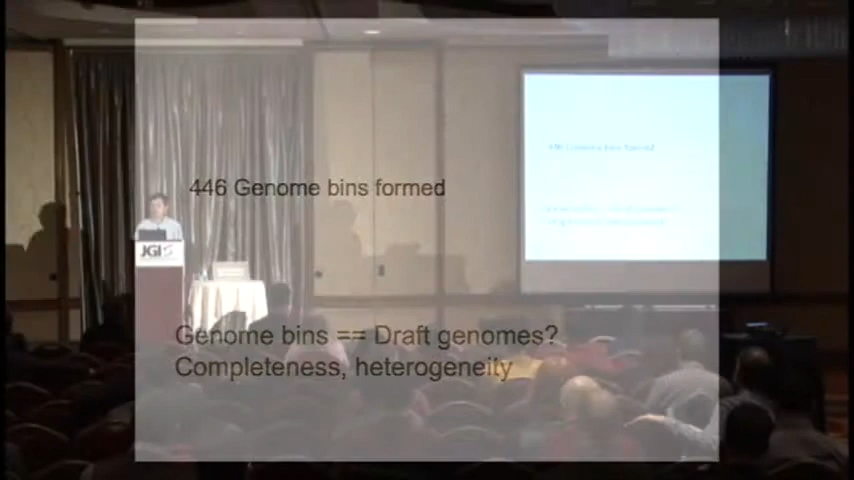 446 Genome bins formed
JGI
Genome bins == Draft genomes?
Completeness, heterogeneity